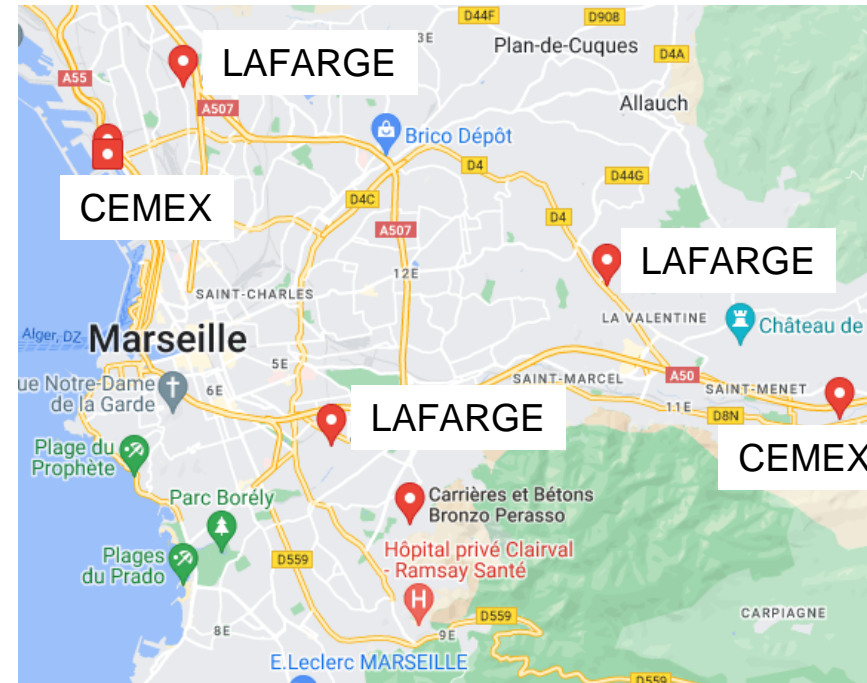 D44F
D908
3E
Plan-de-Cuques
D4A
LAFARGE
A55
A507
Allauch
Brico Dépôt
D4
D44G
CEMEX
D4C
D4
A507
LAFARGE
12E
SAINT-CHARLES
LA VALENTINE
Château de
Alger, DZ
Marseille
5E
SAINT-MARCEL
A50
SAINT-MENET
ue Notre-Dame
de la Garde
6E
11E
D8N
LAFARGE
CEMEX
Plage du
Prophète
Parc Borély
Carrières et Bétons
Bronzo Perasso
Plages
du Prado
D559
Hôpital privé Clairval
- Ramsay Santé
H
D559
CARPIAGNE
8E
9E
E.Leclerc MARSEILLE
D559